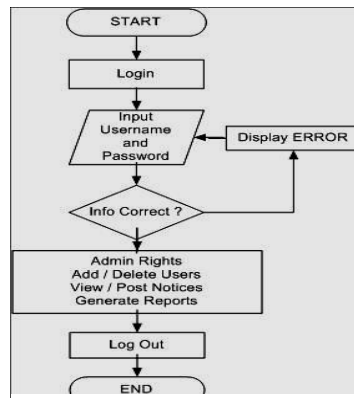 START
Login
Input
Username
and
Password
Display ERROR
Info Correct ?
Admin Rights
Add / Delete Users
View / Post Notices
Generate Reports
Log Out
END